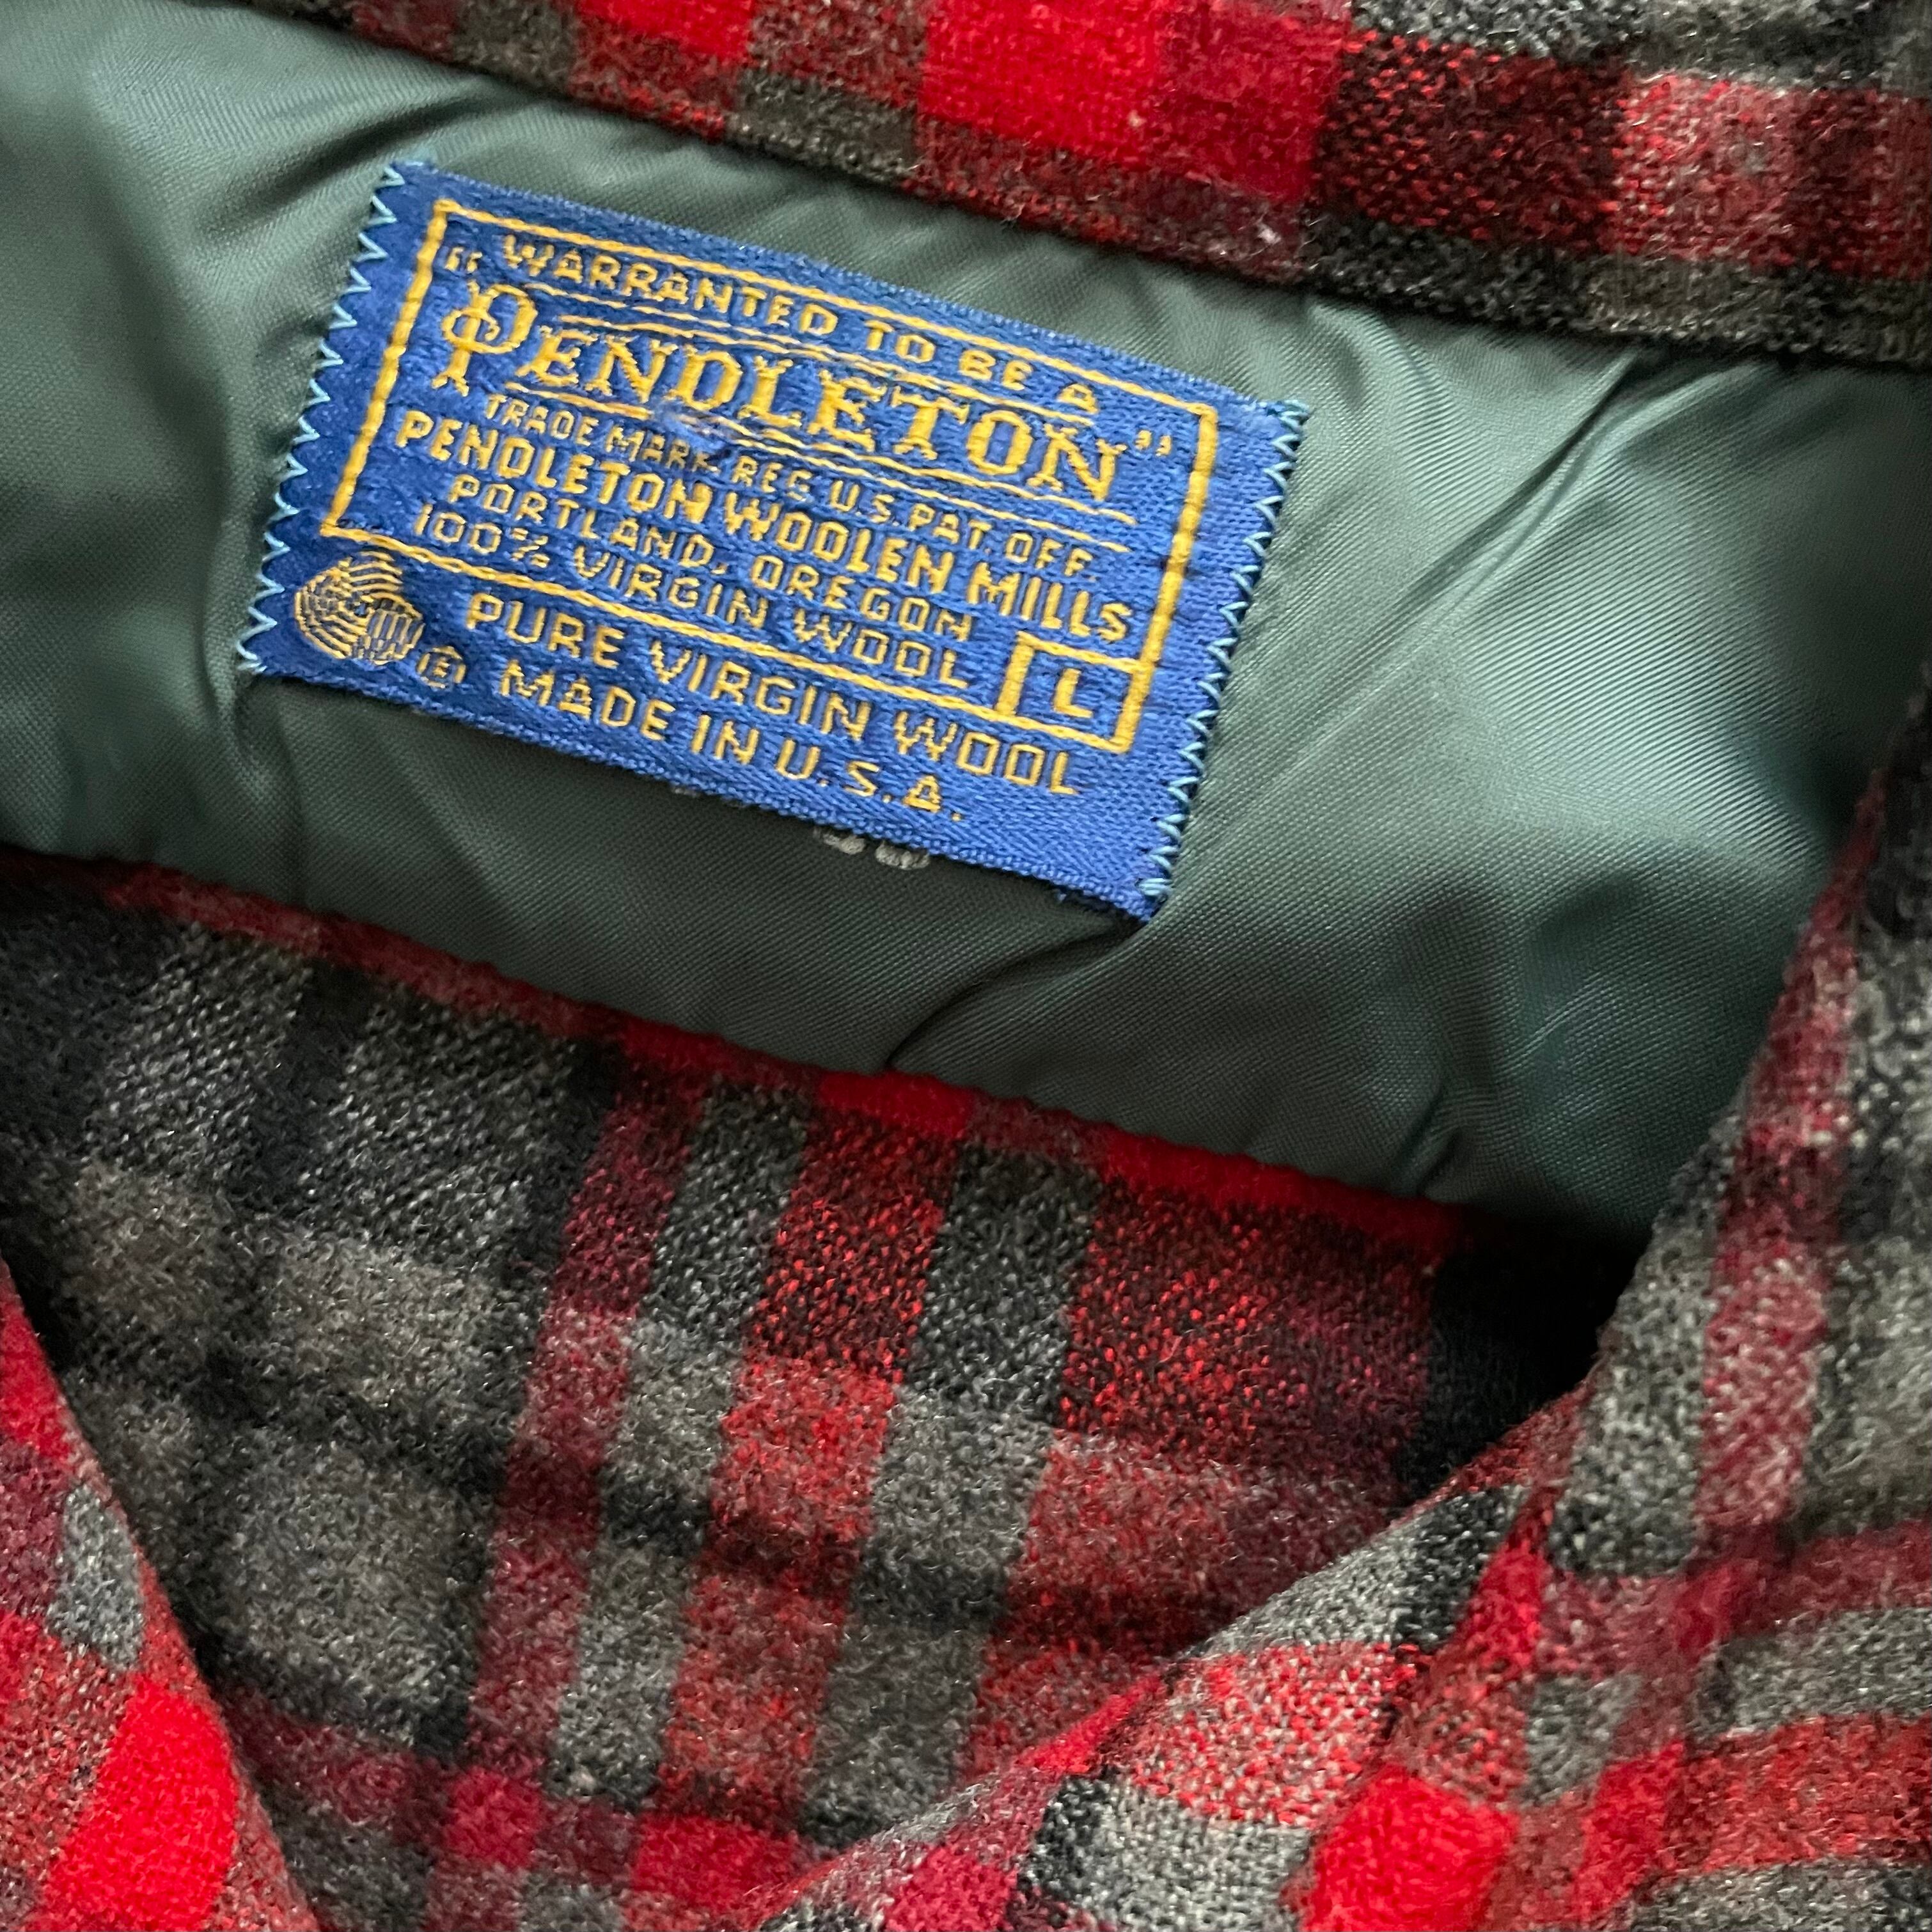 "WARRANTED TO BE A
PENDLETON"
TRADE MARK REG U.S. PAT. OFF.
PENDLETON WOOLEN MILLS
PORTLAND, OREGON
100% VIRGIN WOOL
L
PURE VIRGIN WOOL
® MADE IN U.S.A.